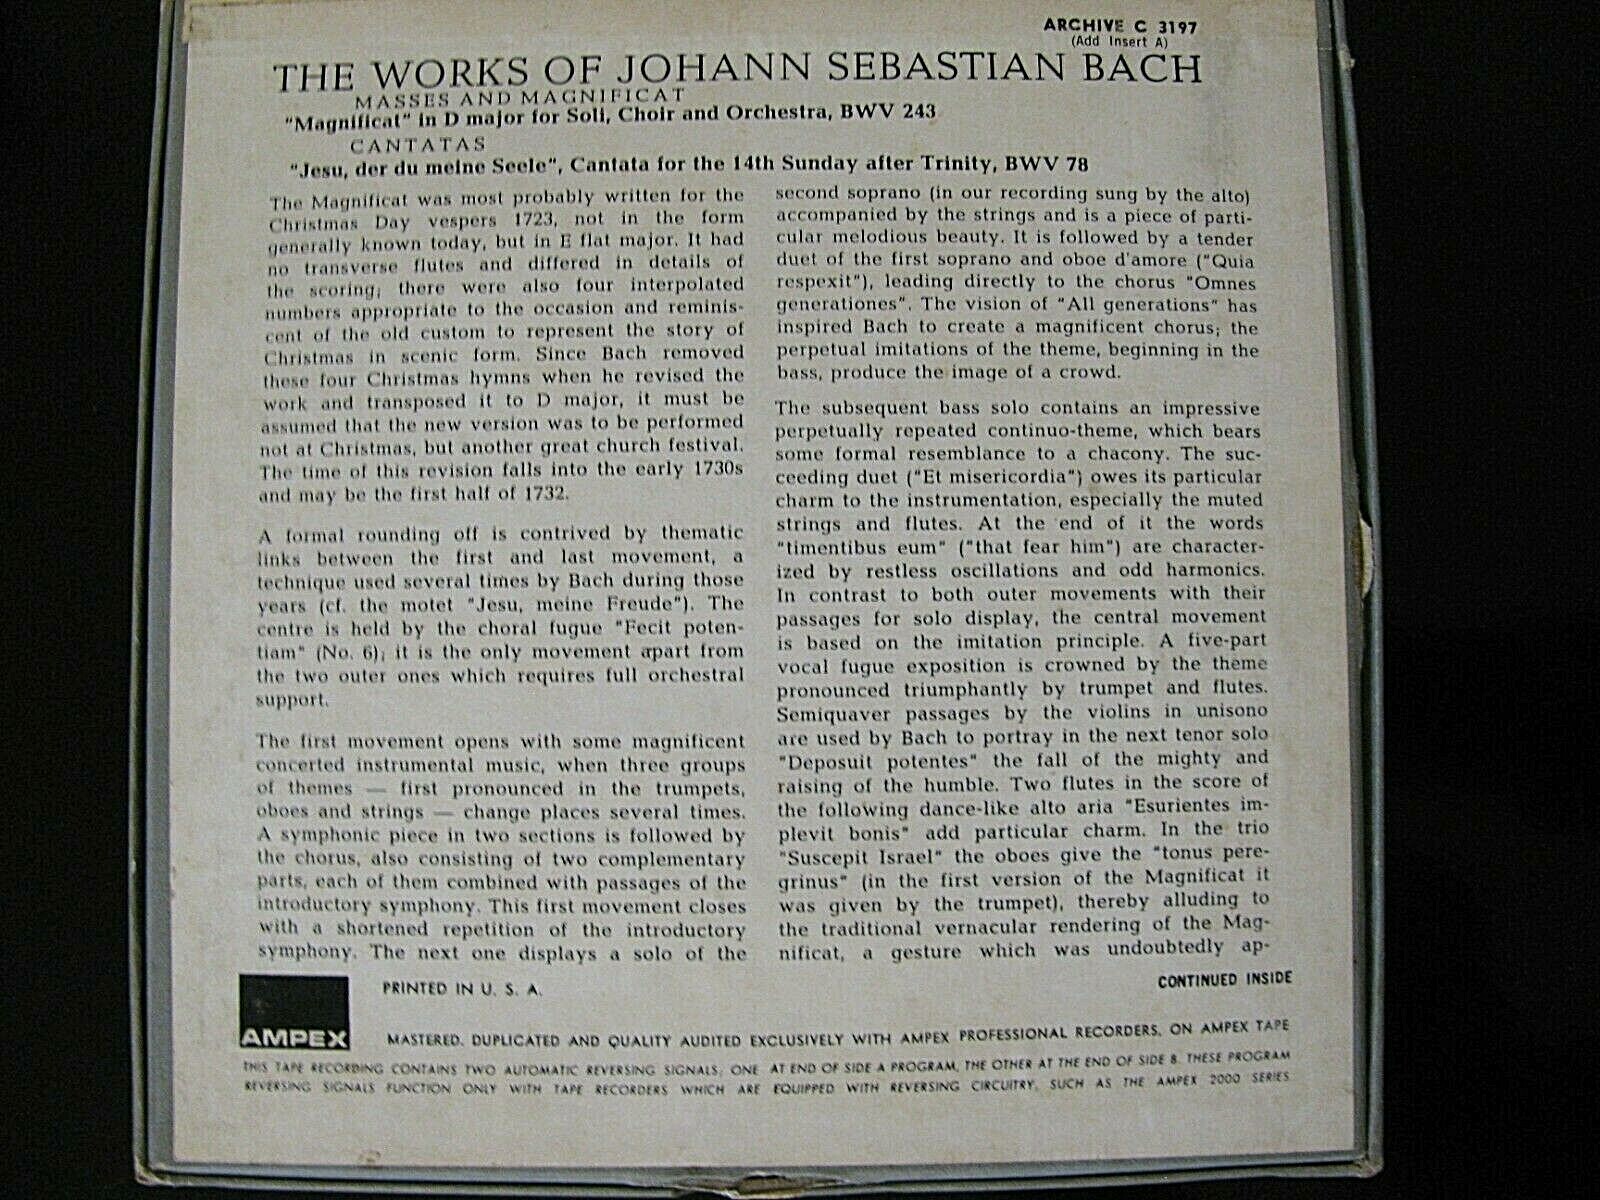 ARCHIVE C 3197
(Add Insert A)
THE WORKS OF JOHANN SEBASTIAN BACH
MASSES AND MAGNIFICAT
"Magnificat" in D major for Soli, Choir and Orchestra, BWV 243
CANTATAS
"Jesu, der du meine Seele", Cantata for the 14th Sunday after Trinity, BWV 78
The Magnificat was most probably written for the
Christmas Day vespers 1723, not in the form
generally known today, but in E flat major. It had
no transverse flutes and differed in details of
the scoring; there were also four interpolated
numbers appropriate to the occasion and reminis-
cent of the old custom to represent the story of
Christmas in scenic form. Since Bach removed
these four Christmas hymns when he revised the
work and transposed it to D major, it must be
assumed that the new version was to be performed
not at Christmas, but another great church festival.
The time of this revision falls into the early 1730s
and may be the first half of 1732.
A formal rounding off is contrived by thematic
links between the first and last movement, a
technique used several times by Bach during those
years (cf. the motet "Jesu, meine Freude"). The
centre is held by the choral fugue "Fecit poten-
tiam" (No. 6); it is the only movement apart from
the two outer ones which requires full orchestral
support.
The first movement opens with some magnificent
concerted instrumental music, when three groups
of themes — first pronounced in the trumpets,
oboes and strings — change places several times.
A symphonic piece in two sections is followed by
the chorus, also consisting of two complementary
parts, each of them combined with passages of the
introductory symphony. This first movement closes
with a shortened repetition of the introductory
symphony. The next one displays a solo of the
second soprano (in our recording sung by the alto)
accompanied by the strings and is a piece of parti-
cular melodious beauty. It is followed by a tender
duet of the first soprano and oboe d'amore ("Quia
respexit"), leading directly to the chorus "Omnes
generationes". The vision of "All generations" has
inspired Bach to create a magnificent chorus; the
perpetual imitations of the theme, beginning in the
bass, produce the image of a crowd.
The subsequent bass solo contains an impressive
perpetually repeated continuo-theme, which bears
some formal resemblance to a chacony. The suc-
ceeding duet ("Et misericordia") owes its particular
charm to the instrumentation, especially the muted
strings and flutes. At the end of it the words
"timentibus eum" ("that fear him") are character-
ized by restless oscillations and odd harmonics.
In contrast to both outer movements with their
passages for solo display, the central movement
is based on the imitation principle. A five-part
vocal fugue exposition is crowned by the theme
pronounced triumphantly by trumpet and flutes.
Semiquaver passages by the violins in unisono
are used by Bach to portray in the next tenor solo
"Deposuit potentes" the fall of the mighty and
raising of the humble. Two flutes in the score of
the following dance-like alto aria "Esurientes im-
plevit bonis" add particular charm. In the trio
"Suscepit Israel" the oboes give the "tonus pere-
grinus" (in the first version of the Magnificat it
was given by the trumpet), thereby alluding to
the traditional vernacular rendering of the Mag-
nificat, a gesture which was undoubtedly ap-
CONTINUED INSIDE
AMPEX
PRINTED IN U. S. A.
MASTERED, DUPLICATED AND QUALITY AUDITED EXCLUSIVELY WITH AMPEX PROFESSIONAL RECORDERS, ON AMPEX TAPE
THIS TAPE RECORDING CONTAINS TWO AUTOMATIC REVERSING SIGNALS; ONE AT END OF SIDE A PROGRAM, THE OTHER AT THE END OF SIDE B. THESE PROGRAM
REVERSING SIGNALS FUNCTION ONLY WITH TAPE RECORDERS WHICH ARE EQUIPPED WITH REVERSING CIRCUITRY, SUCH AS THE AMPEX 2000 SERIES